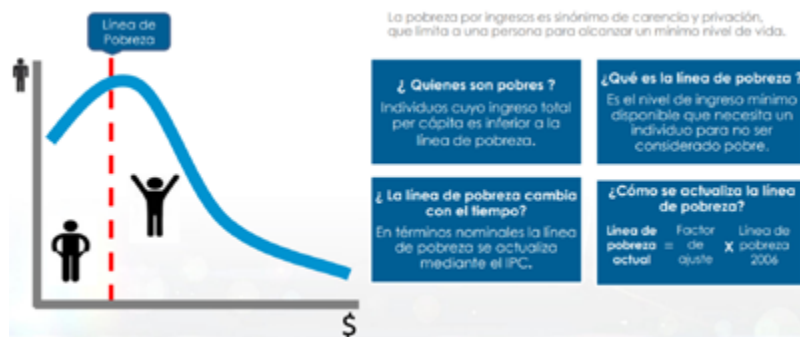 Línea de
Pobreza
$
La pobreza por ingresos es sinónimo de carencia y privación,
que limita a una persona para alcanzar un mínimo nivel de vida.
¿ Quienes son pobres ?
Individuos cuyo ingreso total
per cápita es inferior a la
línea de pobreza.
¿Qué es la línea de pobreza ?
Es el nivel de ingreso mínimo
disponible que necesita un
individuo para no ser
considerado pobre.
¿ La línea de pobreza cambia
con el tiempo?
En términos nominales la línea
de pobreza se actualiza
mediante el IPC.
¿Cómo se actualiza la línea
de pobreza?
Línea de pobreza actual = Factor de ajuste X Línea de pobreza 2006